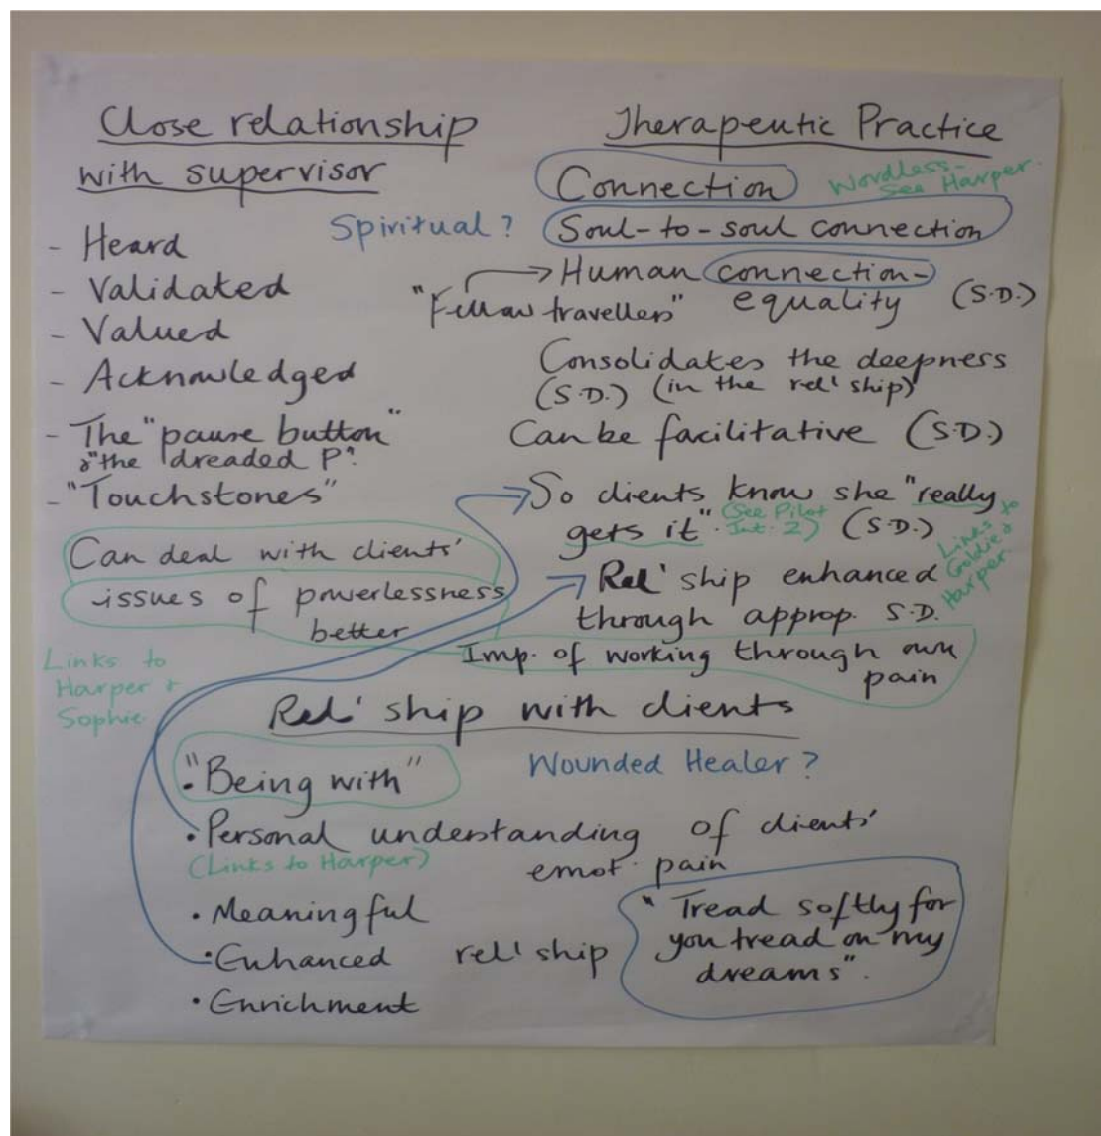 Close relationship
with supervisor
- Heard
- Validated
- Valued
- Acknowledged
- The "pause button"
& "the dreaded P".
- "Touchstones"
Can deal with clients'
issues of powerlessness
better
Links to
Harper +
Sophie.
Therapeutic Practice
Connection
Wordless-
see Harper.
Spiritual?
Soul-to-soul connection
Human connection-
equality (S.D.)
"Fellow travellers"
Consolidates the deepness
(S.D.) (in the rel'ship)
Can be facilitative (S.D.)
So clients know she "really
gets it". (See Pilot
Int. 2) (S.D.)
Links to
Goldie &
Harper
Rel'ship enhanced
through approp. S.D.
Imp. of working through own
pain
Rel'ship with clients
• "Being with"
Wounded Healer?
• Personal understanding of clients'
emot. pain
(Links to Harper)
• Meaningful
• Enhanced rel'ship
• Enrichment
"Tread softly for
you tread on my
dreams".